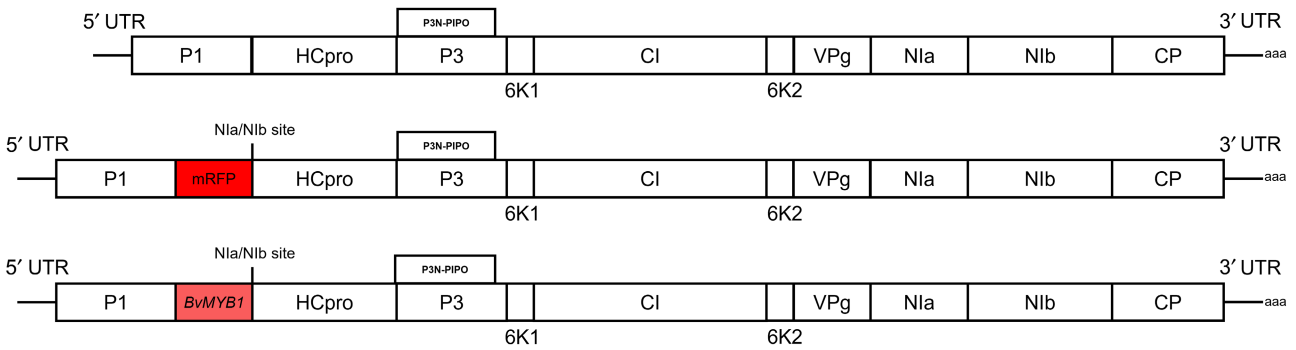 5′ UTR P3N-PIPO 3′ UTR
P1 HCpro P3 CI VPg NIa NIb CP aaa
6K1 6K2
NIa/NIb site
5′ UTR P3N-PIPO 3′ UTR
P1 mRFP HCpro P3 CI VPg NIa NIb CP aaa
6K1 6K2
NIa/NIb site
5′ UTR P3N-PIPO 3′ UTR
P1 BvMYB1 HCpro P3 CI VPg NIa NIb CP aaa
6K1 6K2